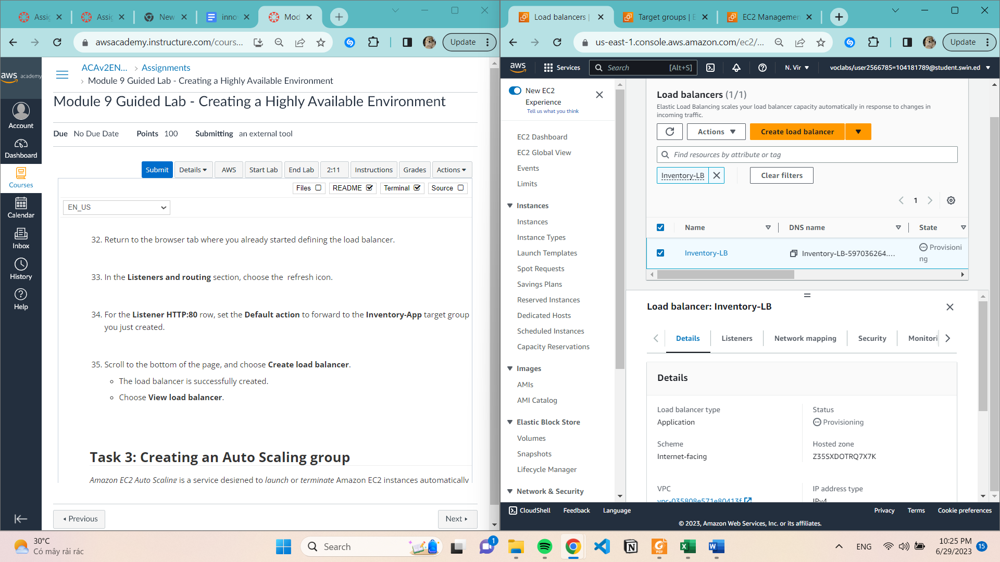 Assig
Assig
New
inno
Mod
awsacademy.instructure.com/cours...
Update
aws academy
Account
Dashboard
Courses
Calendar
Inbox
History
Help
ACAv2EN...
Assignments
Module 9 Guided Lab - Creating a Highly Available Environment
Module 9 Guided Lab - Creating a Highly Available Environment
Due No Due Date Points 100 Submitting an external tool
Submit Details AWS Start Lab End Lab 2:11 Instructions Grades Actions
Files README Terminal Source
EN_US
32. Return to the browser tab where you already started defining the load balancer.
33. In the Listeners and routing section, choose the refresh icon.
34. For the Listener HTTP:80 row, set the Default action to forward to the Inventory-App target group
you just created.
35. Scroll to the bottom of the page, and choose Create load balancer.
The load balancer is successfully created.
Choose View load balancer.
Task 3: Creating an Auto Scaling group
Amazon EC2 Auto Scaling is a service designed to launch or terminate Amazon EC2 instances automatically
Previous
Next
Load balancers |
Target groups | E
EC2 Managemen
us-east-1.console.aws.amazon.com/ec2/...
Update
aws
Services
Search [Alt+S]
N. Vir
voclabs/user2566785=104181789@student.swin.ed
New EC2
Experience
Tell us what you think
EC2 Dashboard
EC2 Global View
Events
Limits
Instances
Instances
Instance Types
Launch Templates
Spot Requests
Savings Plans
Reserved Instances
Dedicated Hosts
Scheduled Instances
Capacity Reservations
Images
AMIs
AMI Catalog
Elastic Block Store
Volumes
Snapshots
Lifecycle Manager
Network & Security
Load balancers (1/1)
Elastic Load Balancing scales your load balancer capacity automatically in response to changes in
incoming traffic.
Actions
Create load balancer
Find resources by attribute or tag
Inventory-LB
Clear filters
1
Name DNS name State
Inventory-LB Inventory-LB-597036264.... Provisioni
ng
Load balancer: Inventory-LB
Details Listeners Network mapping Security Monitori
Details
Load balancer type
Application
Status
Provisioning
Scheme
Internet-facing
Hosted zone
Z35SXDOTRQ7X7K
VPC
vpc-035808e571e80413f
IP address type
IPv4
CloudShell Feedback Language
Privacy Terms Cookie preferences
© 2023, Amazon Web Services, Inc. or its affiliates.
30°C
Có mây rải rác
Search
1
ENG
10:25 PM
6/29/2023
15